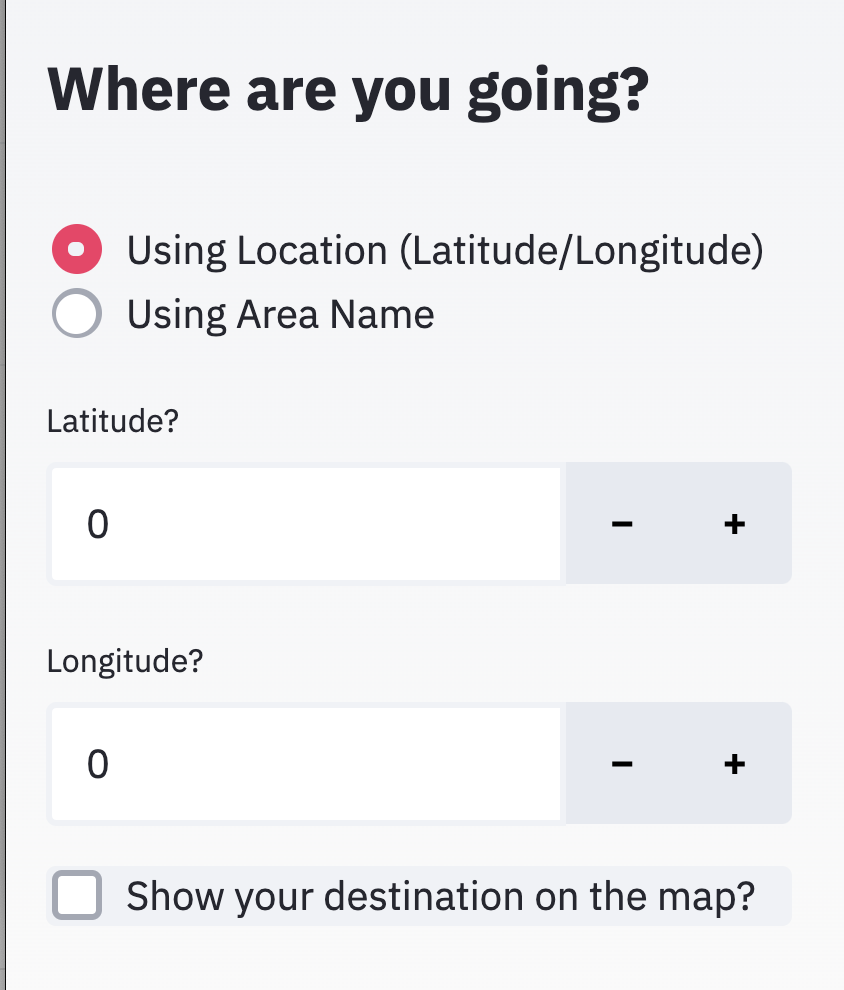 Where are you going?
Using Location (Latitude/Longitude)
Using Area Name
Latitude?
0 − +
Longitude?
0 − +
Show your destination on the map?